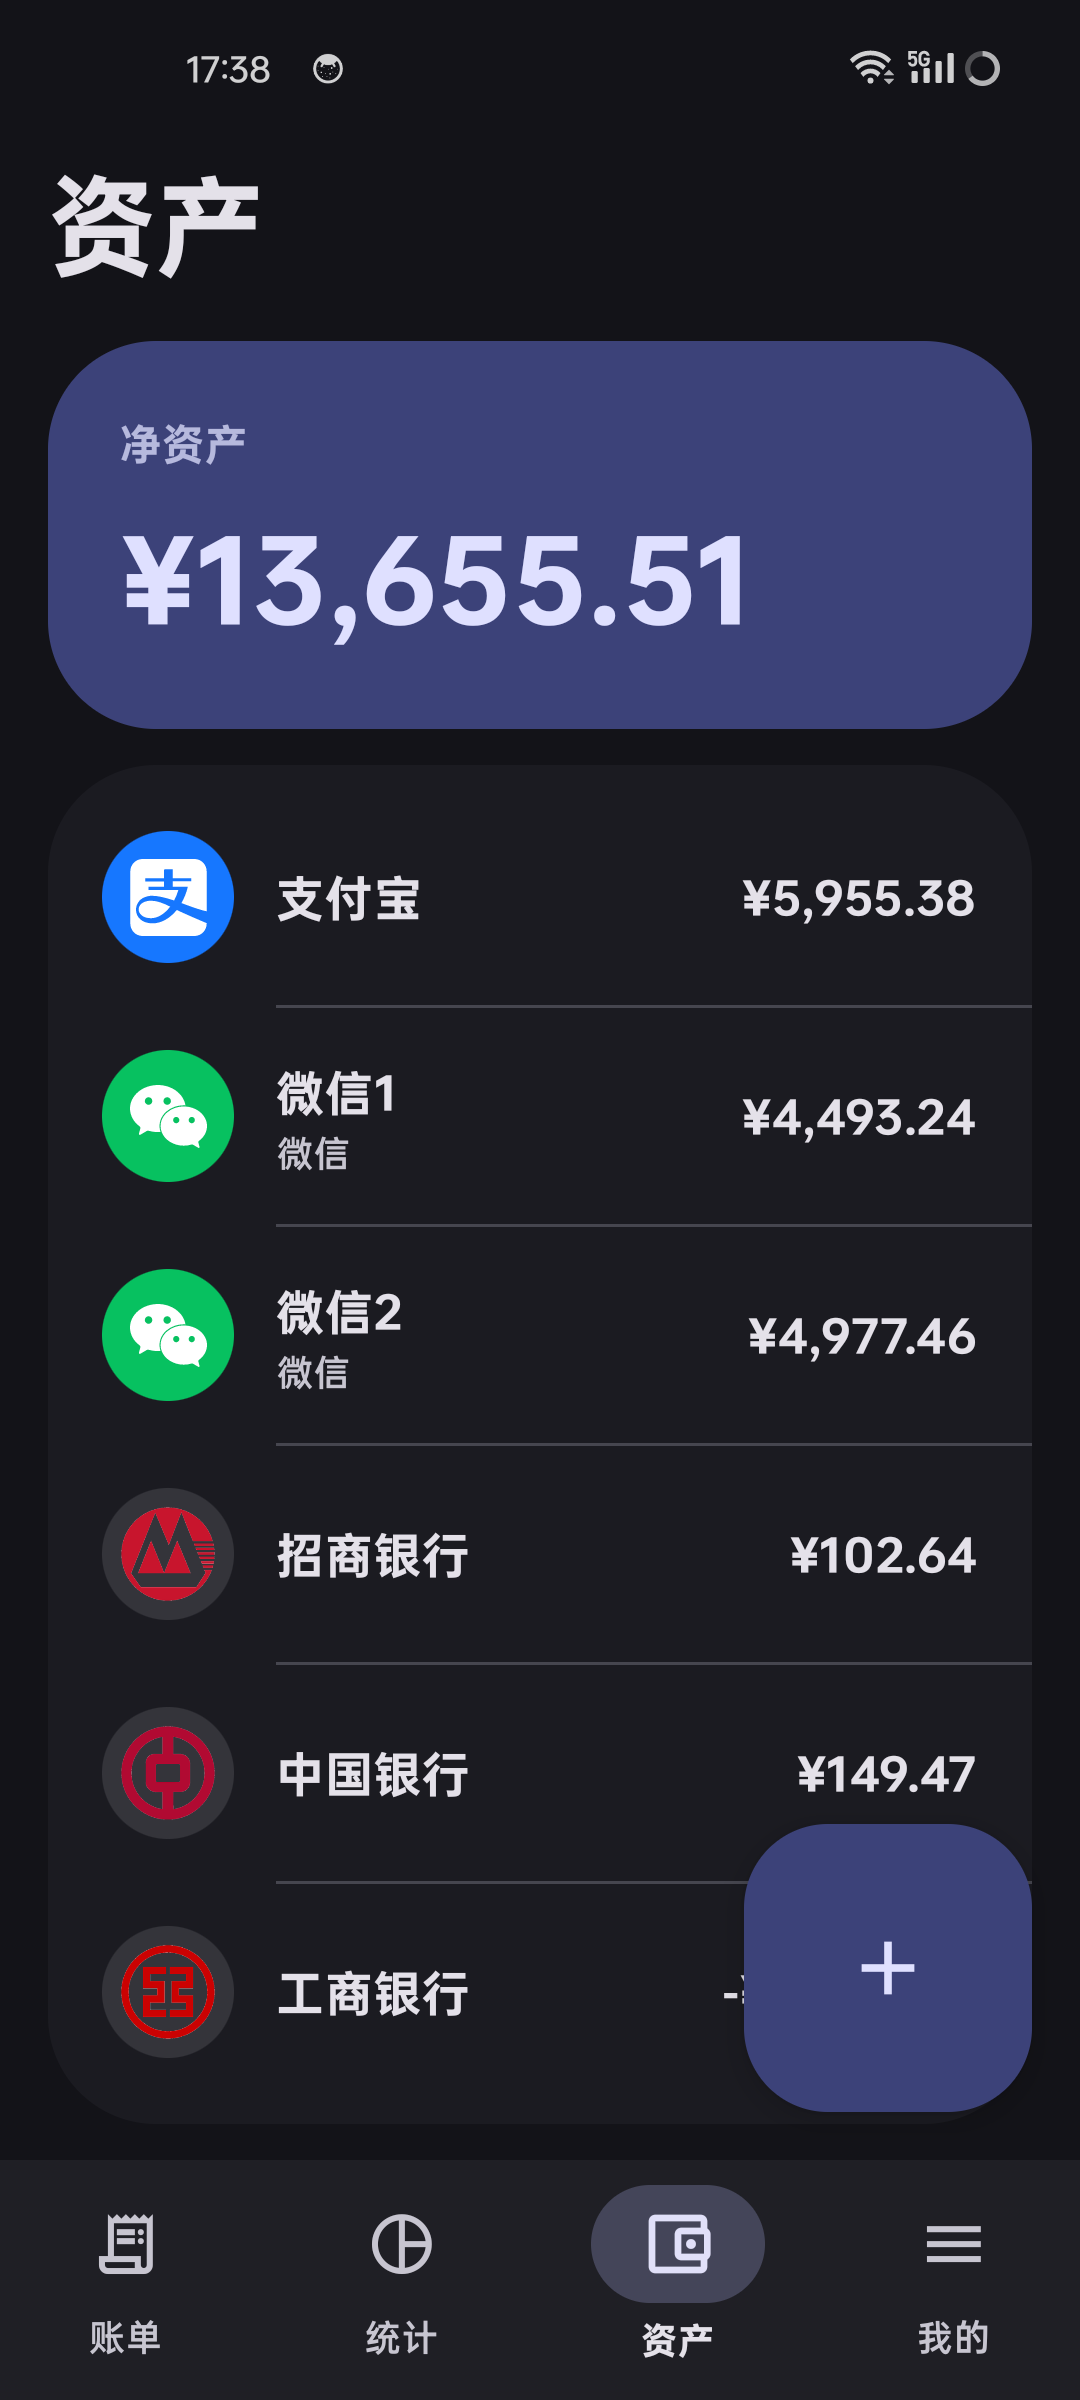 17:38
5G
资产
净资产
¥13,655.51
支
支付宝
¥5,955.38
微信1
微信
¥4,493.24
微信2
微信
¥4,977.46
招商银行
¥102.64
中国银行
¥149.47
工商银行
-¥
账单
统计
资产
我的